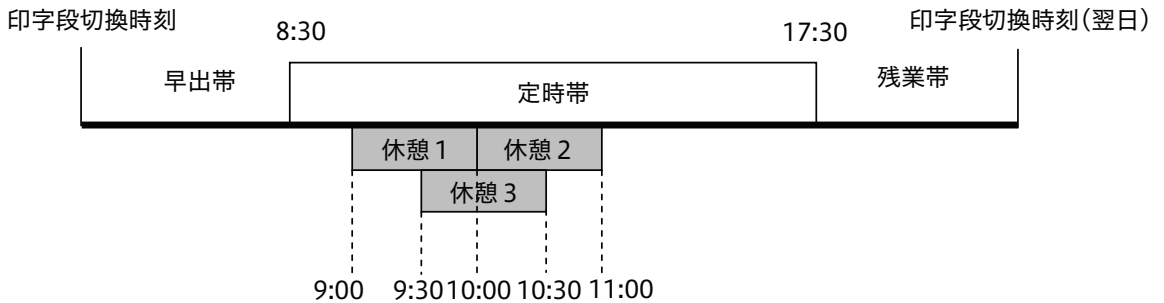 印字段切換時刻
8:30
17:30
印字段切換時刻(翌日)
早出帯
定時帯
残業帯
休憩1
休憩2
休憩3
9:00
9:30
10:00
10:30
11:00